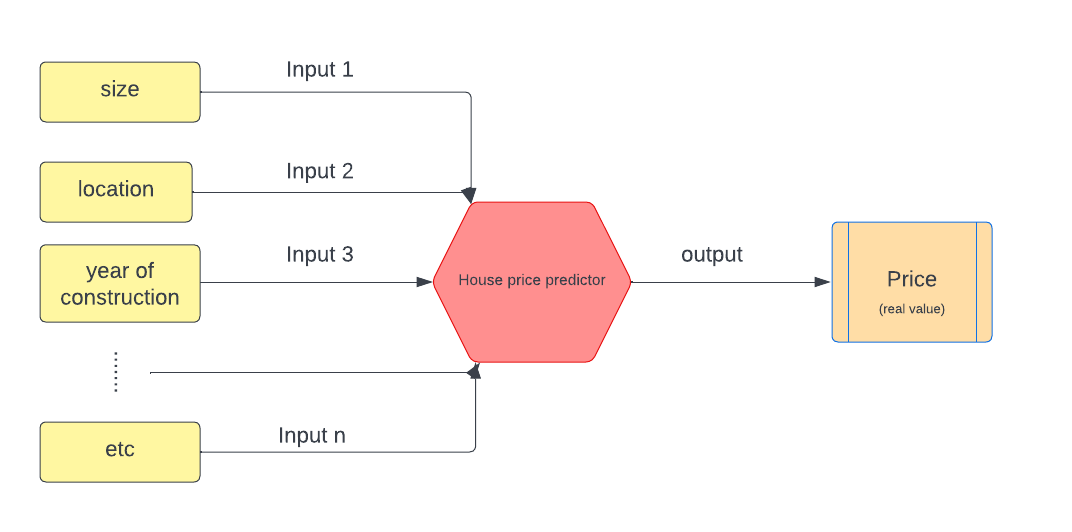 Input 1
size
Input 2
location
Input 3
year of
construction
House price predictor
output
Price
(real value)
Input n
etc